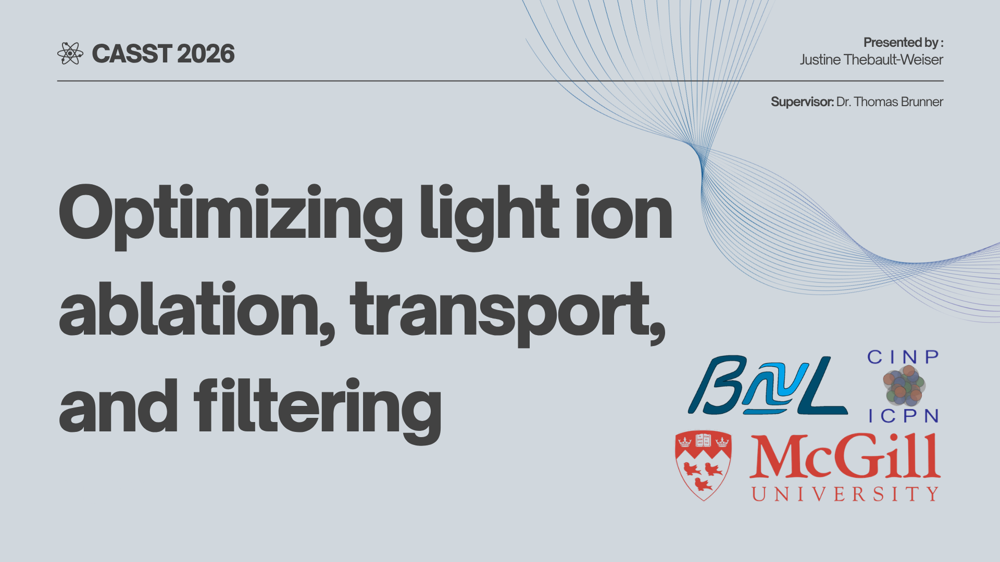 CASST 2026
Presented by :
Justine Thebault-Weiser
Supervisor: Dr. Thomas Brunner
Optimizing light ion
ablation, transport,
and filtering
BνL
CINP
ICPN
McGill
UNIVERSITY